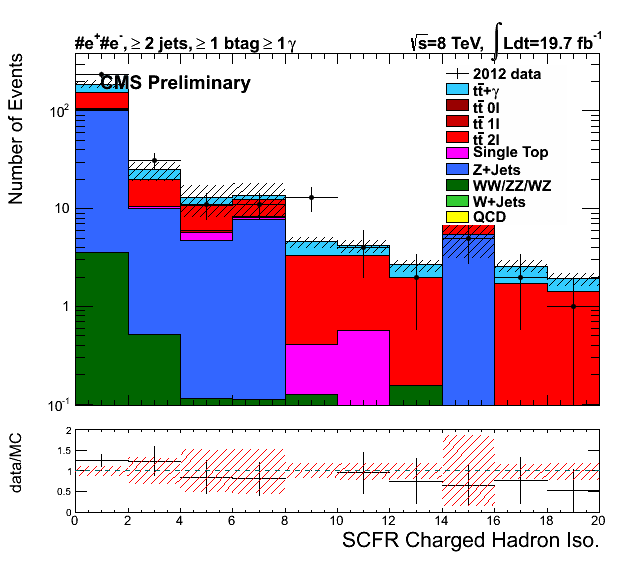 #e⁺#e⁻, ≥ 2 jets, ≥ 1 btag ≥ 1γ
√s=8 TeV, ∫ Ldt=19.7 fb⁻¹
CMS Preliminary
Number of Events
10²
10
1
10⁻¹
2012 data
tt̄+γ
tt̄ 0l
tt̄ 1l
tt̄ 2l
Single Top
Z+Jets
WW/ZZ/WZ
W+Jets
QCD
data/MC
2
1.5
1
0.5
0
0 2 4 6 8 10 12 14 16 18 20
SCFR Charged Hadron Iso.